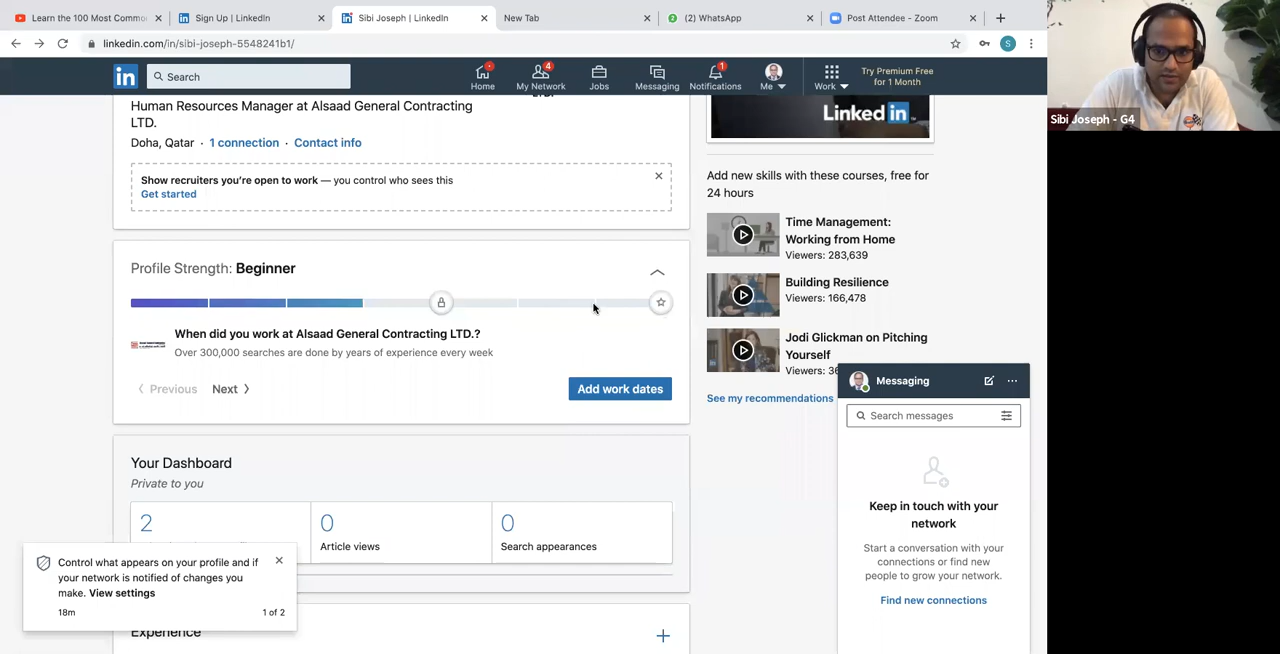 Learn the 100 Most Commo
Sign Up | LinkedIn
Sibi Joseph | LinkedIn
New Tab
(2) WhatsApp
Post Attendee - Zoom
linkedin.com/in/sibi-joseph-5548241b1/
S
in
Search
Home
4
My Network
Jobs
Messaging
1
Notifications
Me
Work
Try Premium Free
for 1 Month
Sibi Joseph - G4
Human Resources Manager at Alsaad General Contracting
LTD.
LTD.
Doha, Qatar · 1 connection · Contact info
Show recruiters you're open to work — you control who sees this
Get started
Profile Strength: Beginner
When did you work at Alsaad General Contracting LTD.?
Over 300,000 searches are done by years of experience every week
Previous
Next
Add work dates
Your Dashboard
Private to you
2
0
Article views
0
Search appearances
Control what appears on your profile and if
your network is notified of changes you
make. View settings
18m
1 of 2
Experience
Linked in
Add new skills with these courses, free for
24 hours
Time Management:
Working from Home
Viewers: 283,639
Building Resilience
Viewers: 166,478
Jodi Glickman on Pitching
Yourself
Viewers: 36
See my recommendations
Messaging
Search messages
Keep in touch with your
network
Start a conversation with your
connections or find new
people to grow your network.
Find new connections